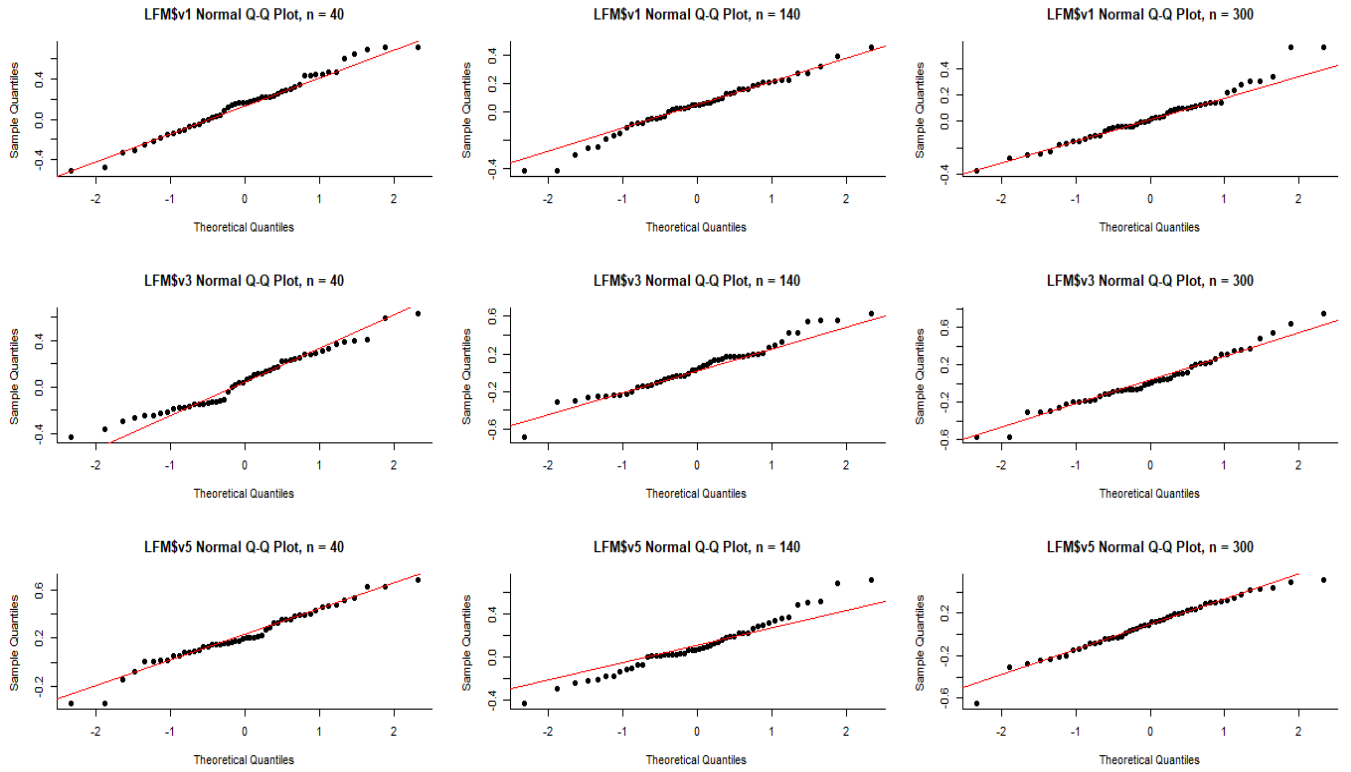 LFM$v1 Normal Q-Q Plot, n = 40
Sample Quantiles
-0.4 0.0 0.4
-2 -1 0 1 2
Theoretical Quantiles
LFM$v1 Normal Q-Q Plot, n = 140
Sample Quantiles
-0.4 0.0 0.4
-2 -1 0 1 2
Theoretical Quantiles
LFM$v1 Normal Q-Q Plot, n = 300
Sample Quantiles
-0.4 0.0 0.4
-2 -1 0 1 2
Theoretical Quantiles
LFM$v3 Normal Q-Q Plot, n = 40
Sample Quantiles
-0.4 0.0 0.4
-2 -1 0 1 2
Theoretical Quantiles
LFM$v3 Normal Q-Q Plot, n = 140
Sample Quantiles
-0.6 -0.2 0.2 0.6
-2 -1 0 1 2
Theoretical Quantiles
LFM$v3 Normal Q-Q Plot, n = 300
Sample Quantiles
-0.6 -0.2 0.2 0.6
-2 -1 0 1 2
Theoretical Quantiles
LFM$v5 Normal Q-Q Plot, n = 40
Sample Quantiles
-0.2 0.2 0.6
-2 -1 0 1 2
Theoretical Quantiles
LFM$v5 Normal Q-Q Plot, n = 140
Sample Quantiles
-0.4 0.0 0.4
-2 -1 0 1 2
Theoretical Quantiles
LFM$v5 Normal Q-Q Plot, n = 300
Sample Quantiles
-0.6 -0.2 0.2
-2 -1 0 1 2
Theoretical Quantiles